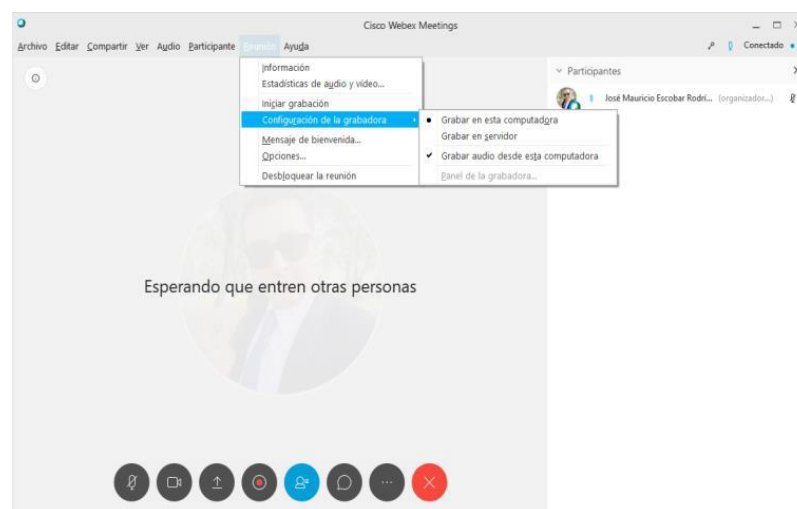 Cisco Webex Meetings
Archivo Editar Compartir Ver Audio Participante Reunión Ayuda
Conectado
Información
Estadísticas de audio y vídeo...
Iniciar grabación
Configuración de la grabadora
Mensaje de bienvenida...
Opciones...
Desbloquear la reunión
Grabar en esta computadora
Grabar en servidor
Grabar audio desde esta computadora
Panel de la grabadora...
Participantes
José Mauricio Escobar Rodrí... (organizador...)
Esperando que entren otras personas